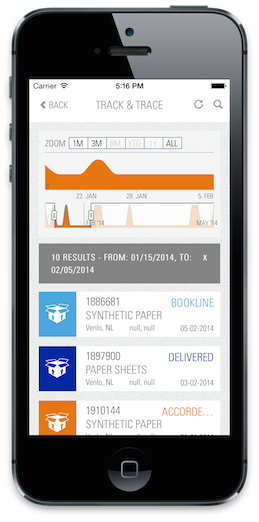 Carrier 5:16 PM
BACK TRACK & TRACE
ZOOM 1M 3M 6M YTD 1Y ALL
22. JAN 28. JAN 5. FEB
FEB '14 MAY '14
10 RESULTS - FROM: 01/15/2014, TO: X
02/05/2014
1886681 BOOKLINE
SYNTHETIC PAPER
Venlo, NL null, null 05-02-2014
1897900 DELIVERED
PAPER SHEETS
Venlo, NL null, null 03-02-2014
1910144 ACCORDE...
SYNTHETIC PAPER
Venlo, NL null, null